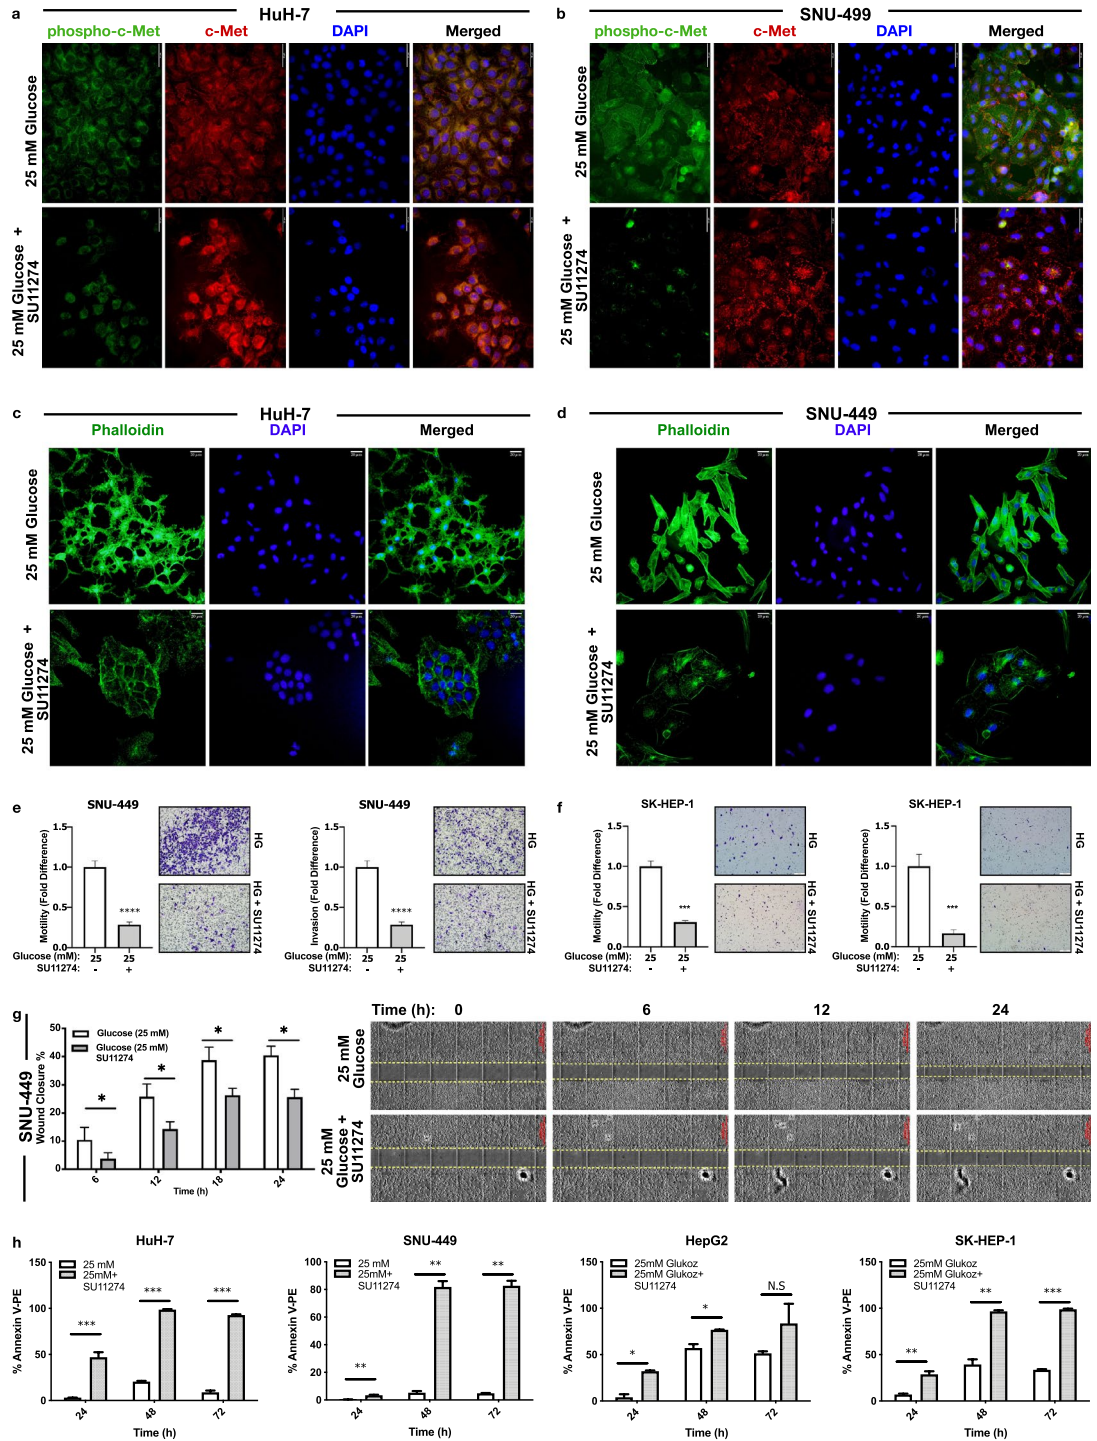 a
HuH-7
phospho-c-Met c-Met DAPI Merged
25 mM Glucose
25 mM Glucose +
SU11274
b
SNU-499
phospho-c-Met c-Met DAPI Merged
25 mM Glucose
25 mM Glucose +
SU11274
c
HuH-7
Phalloidin DAPI Merged
25 mM Glucose
25 mM Glucose +
SU11274
20 µm
d
SNU-449
Phalloidin DAPI Merged
25 mM Glucose
25 mM Glucose +
SU11274
e
SNU-449
Motility (Fold Difference)
1.5
1.0
0.5
0.0
****
Glucose (mM): 25 25
SU11274: - +
HG
HG + SU11274
SNU-449
Invasion (Fold Difference)
1.5
1.0
0.5
0.0
****
Glucose (mM): 25 25
SU11274: - +
HG
HG + SU11274
f
SK-HEP-1
Motility (Fold Difference)
1.5
1.0
0.5
0.0
***
Glucose (mM): 25 25
SU11274: - +
HG
HG + SU11274
SK-HEP-1
Motility (Fold Difference)
1.5
1.0
0.5
0.0
***
Glucose (mM): 25 25
SU11274: - +
HG
HG + SU11274
g
SNU-449
Wound Closure %
50
40
30
20
10
0
Glucose (25 mM)
Glucose (25 mM)
SU11274
* * * *
6 12 18 24
Time (h)
Time (h): 0 6 12 24
25 mM
Glucose
25 mM
Glucose +
SU11274
h
HuH-7
% Annexin V-PE
150
100
50
0
25 mM
25mM+
SU11274
*** *** ***
24 48 72
Time (h)
SNU-449
% Annexin V-PE
100
80
60
40
20
0
25 mM
25mM+
SU11274
** ** **
24 48 72
Time (h)
HepG2
% Annexin V-PE
150
100
50
0
25mM Glukoz
25mM Glukoz+
SU11274
* * N.S
24 48 72
Time (h)
SK-HEP-1
% Annexin V-PE
150
100
50
0
25mM Glukoz
25mM Glukoz+
SU11274
** ** ***
24 48 72
Time (h)